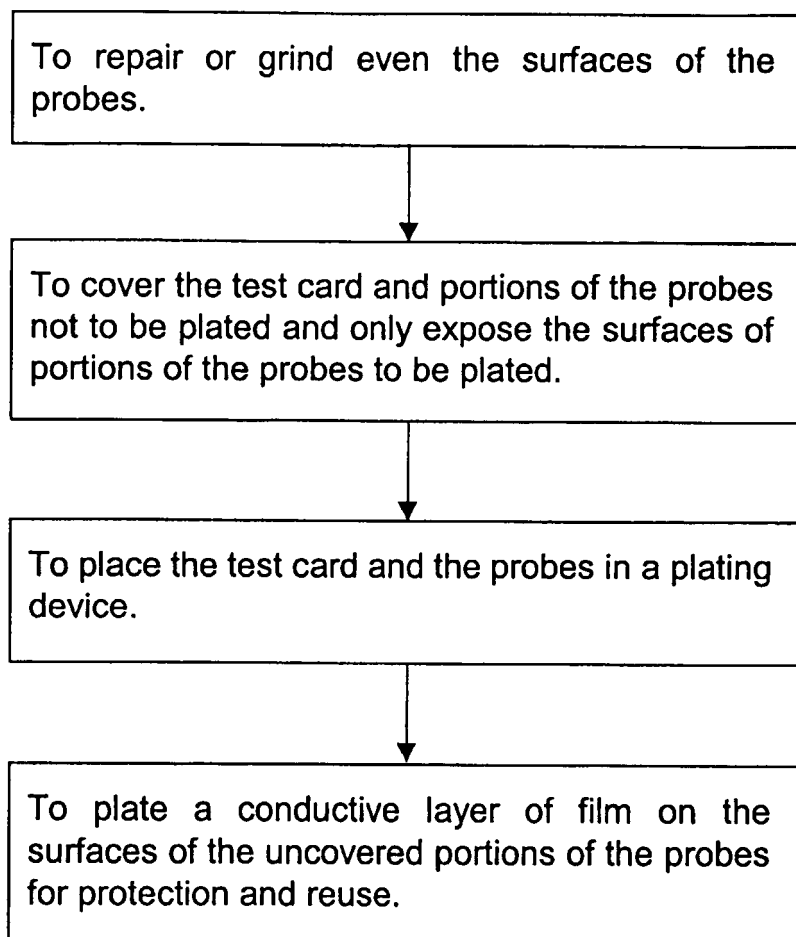 To repair or grind even the surfaces of the
probes.
To cover the test card and portions of the probes
not to be plated and only expose the surfaces of
portions of the probes to be plated.
To place the test card and the probes in a plating
device.
To plate a conductive layer of film on the
surfaces of the uncovered portions of the probes
for protection and reuse.